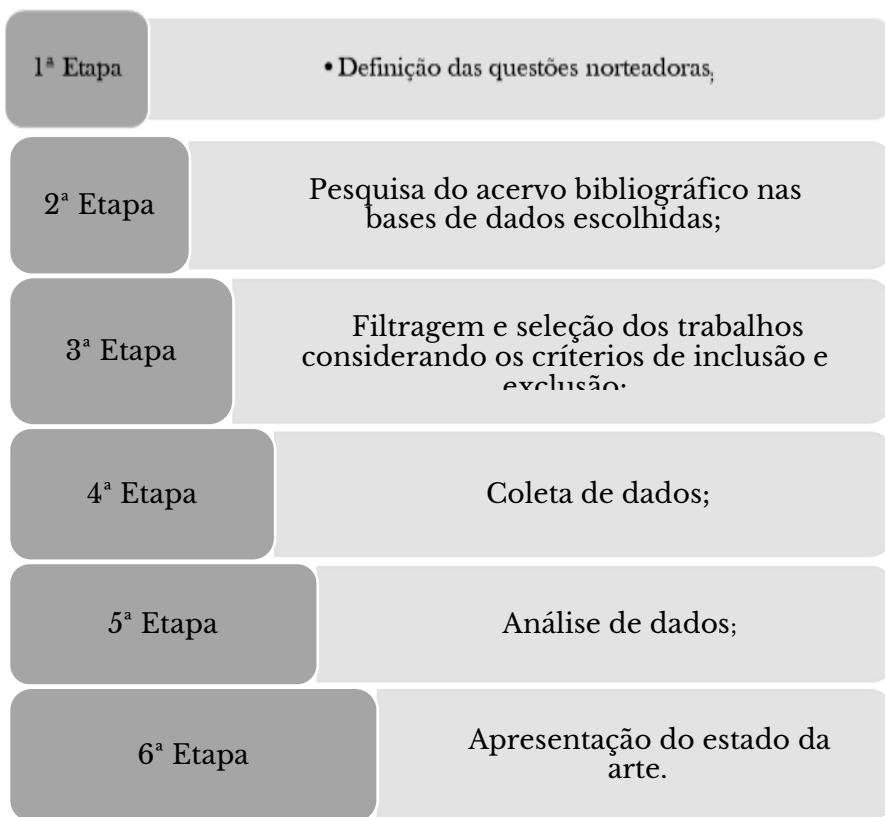 1ª Etapa
• Definição das questões norteadoras;
2ª Etapa
Pesquisa do acervo bibliográfico nas
bases de dados escolhidas;
3ª Etapa
Filtragem e seleção dos trabalhos
considerando os críterios de inclusão e
exclusão;
4ª Etapa
Coleta de dados;
5ª Etapa
Análise de dados;
6ª Etapa
Apresentação do estado da
arte.